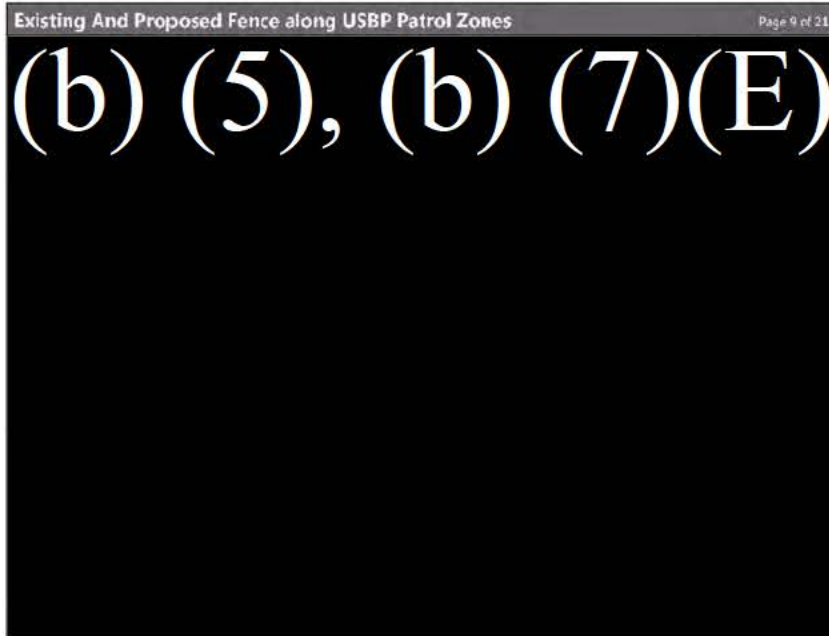 Existing And Proposed Fence along USBP Patrol Zones Page 9 of 21
(b) (5), (b) (7)(E)